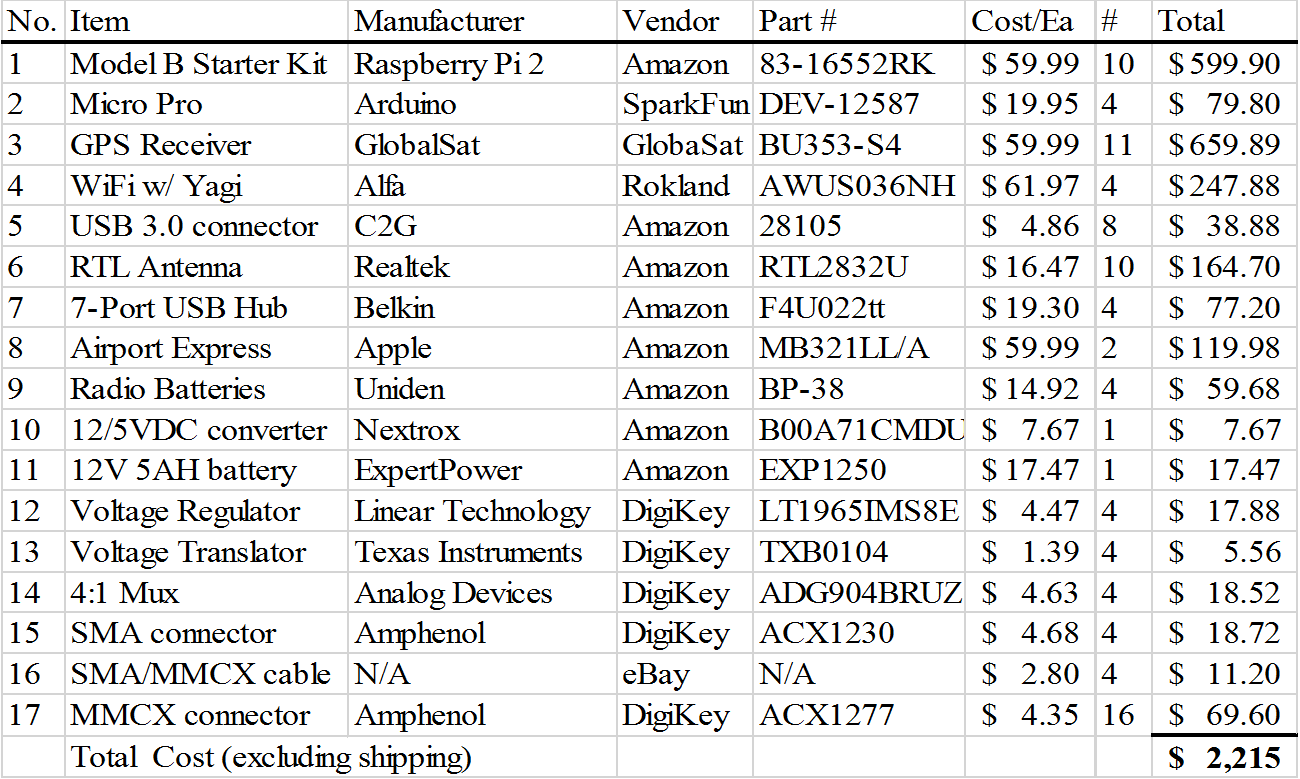 No. Item Manufacturer Vendor Part # Cost/Ea # Total
1 Model B Starter Kit Raspberry Pi 2 Amazon 83-16552RK $ 59.99 10 $ 599.90
2 Micro Pro Arduino SparkFun DEV-12587 $ 19.95 4 $ 79.80
3 GPS Receiver GlobalSat GlobaSat BU353-S4 $ 59.99 11 $ 659.89
4 WiFi w/ Yagi Alfa Rokland AWUS036NH $ 61.97 4 $ 247.88
5 USB 3.0 connector C2G Amazon 28105 $ 4.86 8 $ 38.88
6 RTL Antenna Realtek Amazon RTL2832U $ 16.47 10 $ 164.70
7 7-Port USB Hub Belkin Amazon F4U022tt $ 19.30 4 $ 77.20
8 Airport Express Apple Amazon MB321LL/A $ 59.99 2 $ 119.98
9 Radio Batteries Uniden Amazon BP-38 $ 14.92 4 $ 59.68
10 12/5VDC converter Nextrox Amazon B00A71CMDU $ 7.67 1 $ 7.67
11 12V 5AH battery ExpertPower Amazon EXP1250 $ 17.47 1 $ 17.47
12 Voltage Regulator Linear Technology DigiKey LT1965IMS8E $ 4.47 4 $ 17.88
13 Voltage Translator Texas Instruments DigiKey TXB0104 $ 1.39 4 $ 5.56
14 4:1 Mux Analog Devices DigiKey ADG904BRUZ $ 4.63 4 $ 18.52
15 SMA connector Amphenol DigiKey ACX1230 $ 4.68 4 $ 18.72
16 SMA/MMCX cable N/A eBay N/A $ 2.80 4 $ 11.20
17 MMCX connector Amphenol DigiKey ACX1277 $ 4.35 16 $ 69.60
Total Cost (excluding shipping) $ 2,215